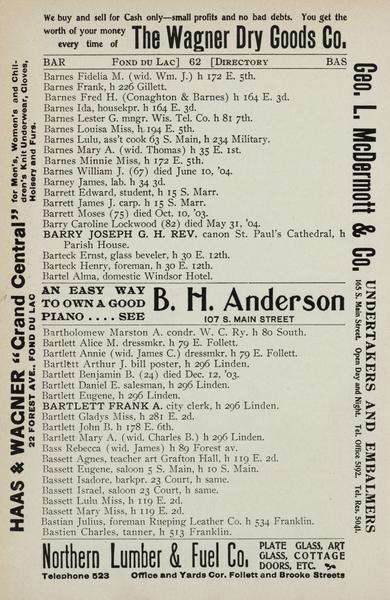 We buy and sell for Cash only—small profits and no bad debts. You get the
worth of your money
every time of
The Wagner Dry Goods Co.
BAR FOND DU LAC] 62 [DIRECTORY BAS
Barnes Fidelia M. (wid. Wm. J.) h 172 E. 5th.
Barnes Frank, h 226 Gillett.
Barnes Fred H. (Conaghton & Barnes) h 164 E. 3d.
Barnes Ida, housekpr. h 164 E. 3d.
Barnes Lester G. mngr. Wis. Tel. Co. h 81 7th.
Barnes Louisa Miss, h 194 E. 5th.
Barnes Lulu, ass't cook 63 S. Main, h 234 Military.
Barnes Mary A. (wid. Thomas) h 35 E. 1st.
Barnes Minnie Miss, h 172 E. 5th.
Barnes William J. (67) died June 10, '04.
Barney James, lab. h 34 3d.
Barrett Edward, student, h 15 S. Marr.
Barrett James J. carp. h 15 S. Marr.
Barrett Moses (75) died Oct. 10, '03.
Barry Caroline Lockwood (82) died May 31, '04.
BARRY JOSEPH G. H. REV. canon St. Paul's Cathedral, h
Parish House.
Barteck Ernst, glass beveler, h 30 E. 12th.
Barteck Henry, foreman, h 30 E. 12th.
Bartel Alma, domestic Windsor Hotel.
AN EASY WAY
TO OWN A GOOD
PIANO .... SEE
B. H. Anderson
107 S. MAIN STREET
Bartholomew Marston A. condr. W. C. Ry. h 80 South.
Bartlett Alice M. dressmkr. h 79 E. Follett.
Bartlett Annie (wid. James C.) dressmkr. h 79 E. Follett.
Bartlett Arthur J. bill poster, h 296 Linden.
Bartlett Benjamin B. (24) died Dec. 12, '03.
Bartlett Daniel E. salesman, h 296 Linden.
Bartlett Eugene, h 296 Linden.
BARTLETT FRANK A. city clerk, h 296 Linden.
Bartlett Gladys Miss, h 281 E. 2d.
Bartlett John B. h 178 E. 6th.
Bartlett Mary A. (wid. Charles B.) h 296 Linden.
Bass Rebecca (wid. James) h 89 Forest av.
Bassett Agnes, teacher art Grafton Hall, h 119 E. 2d.
Bassett Eugene, saloon 5 S. Main, h 10 S. Main.
Bassett Isadore, barkpr. 23 Court, h same.
Bassett Israel, saloon 23 Court, h same.
Bassett Lulu Miss, h 119 E. 2d.
Bassett Mary Miss, h 119 E. 2d.
Bastian Julius, foreman Rueping Leather Co. h 534 Franklin.
Bastien Charles, tanner, h 513 Franklin.
Northern Lumber & Fuel Co.
PLATE GLASS, ART
GLASS, COTTAGE
DOORS, ETC.
Telephone 523 Office and Yards Cor. Follett and Brooke Streets
HAAS & WAGNER "Grand Central"
22 FOREST AVE., FOND DU LAC
for Men's, Women's and Chil-
dren's Knit Underwear, Gloves,
Hoisery and Furs.
Geo. L. McDermott & Co.
UNDERTAKERS AND EMBALMERS
165 S. Main Street. Open Day and Night. Tel. Office 5192. Tel. Res. 5041.